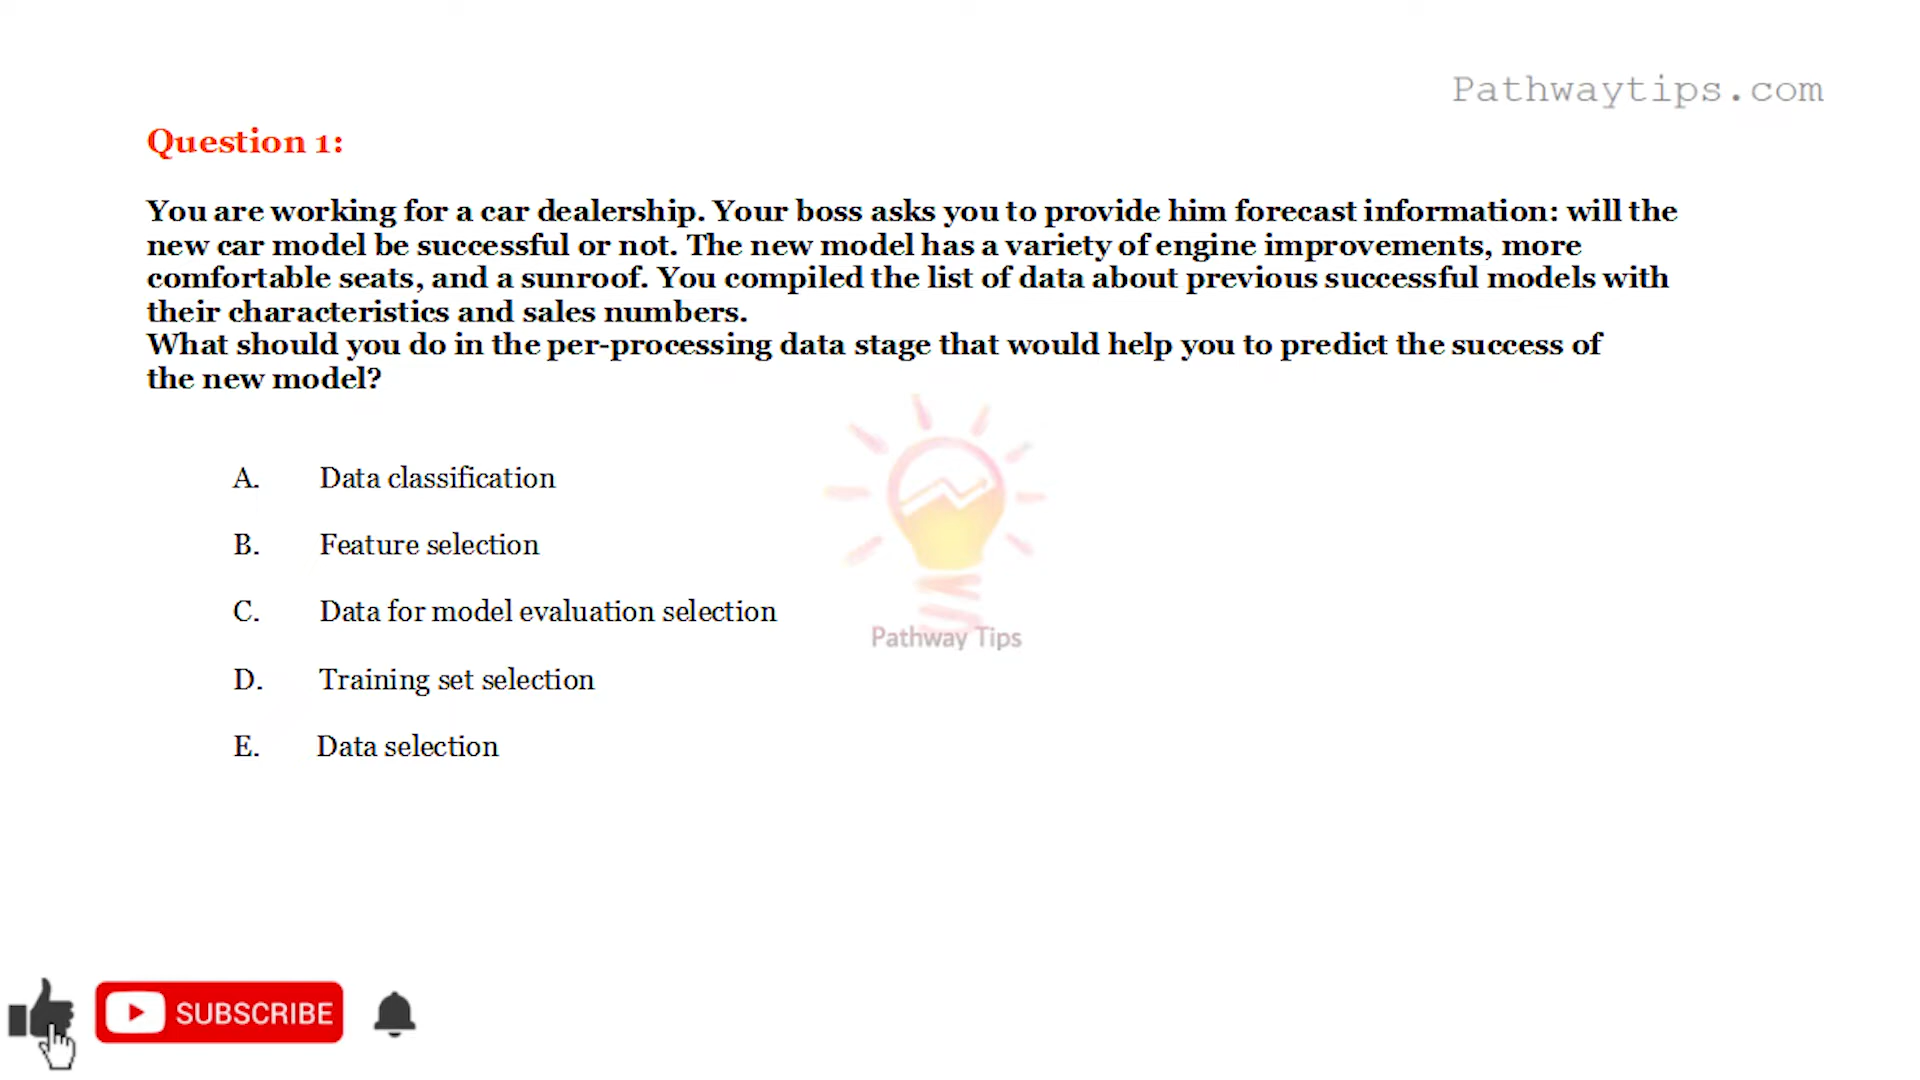 Pathwaytips.com
Question 1:
You are working for a car dealership. Your boss asks you to provide him forecast information: will the
new car model be successful or not. The new model has a variety of engine improvements, more
comfortable seats, and a sunroof. You compiled the list of data about previous successful models with
their characteristics and sales numbers.
What should you do in the per-processing data stage that would help you to predict the success of
the new model?
A. Data classification
B. Feature selection
C. Data for model evaluation selection
Pathway Tips
D. Training set selection
E. Data selection
SUBSCRIBE